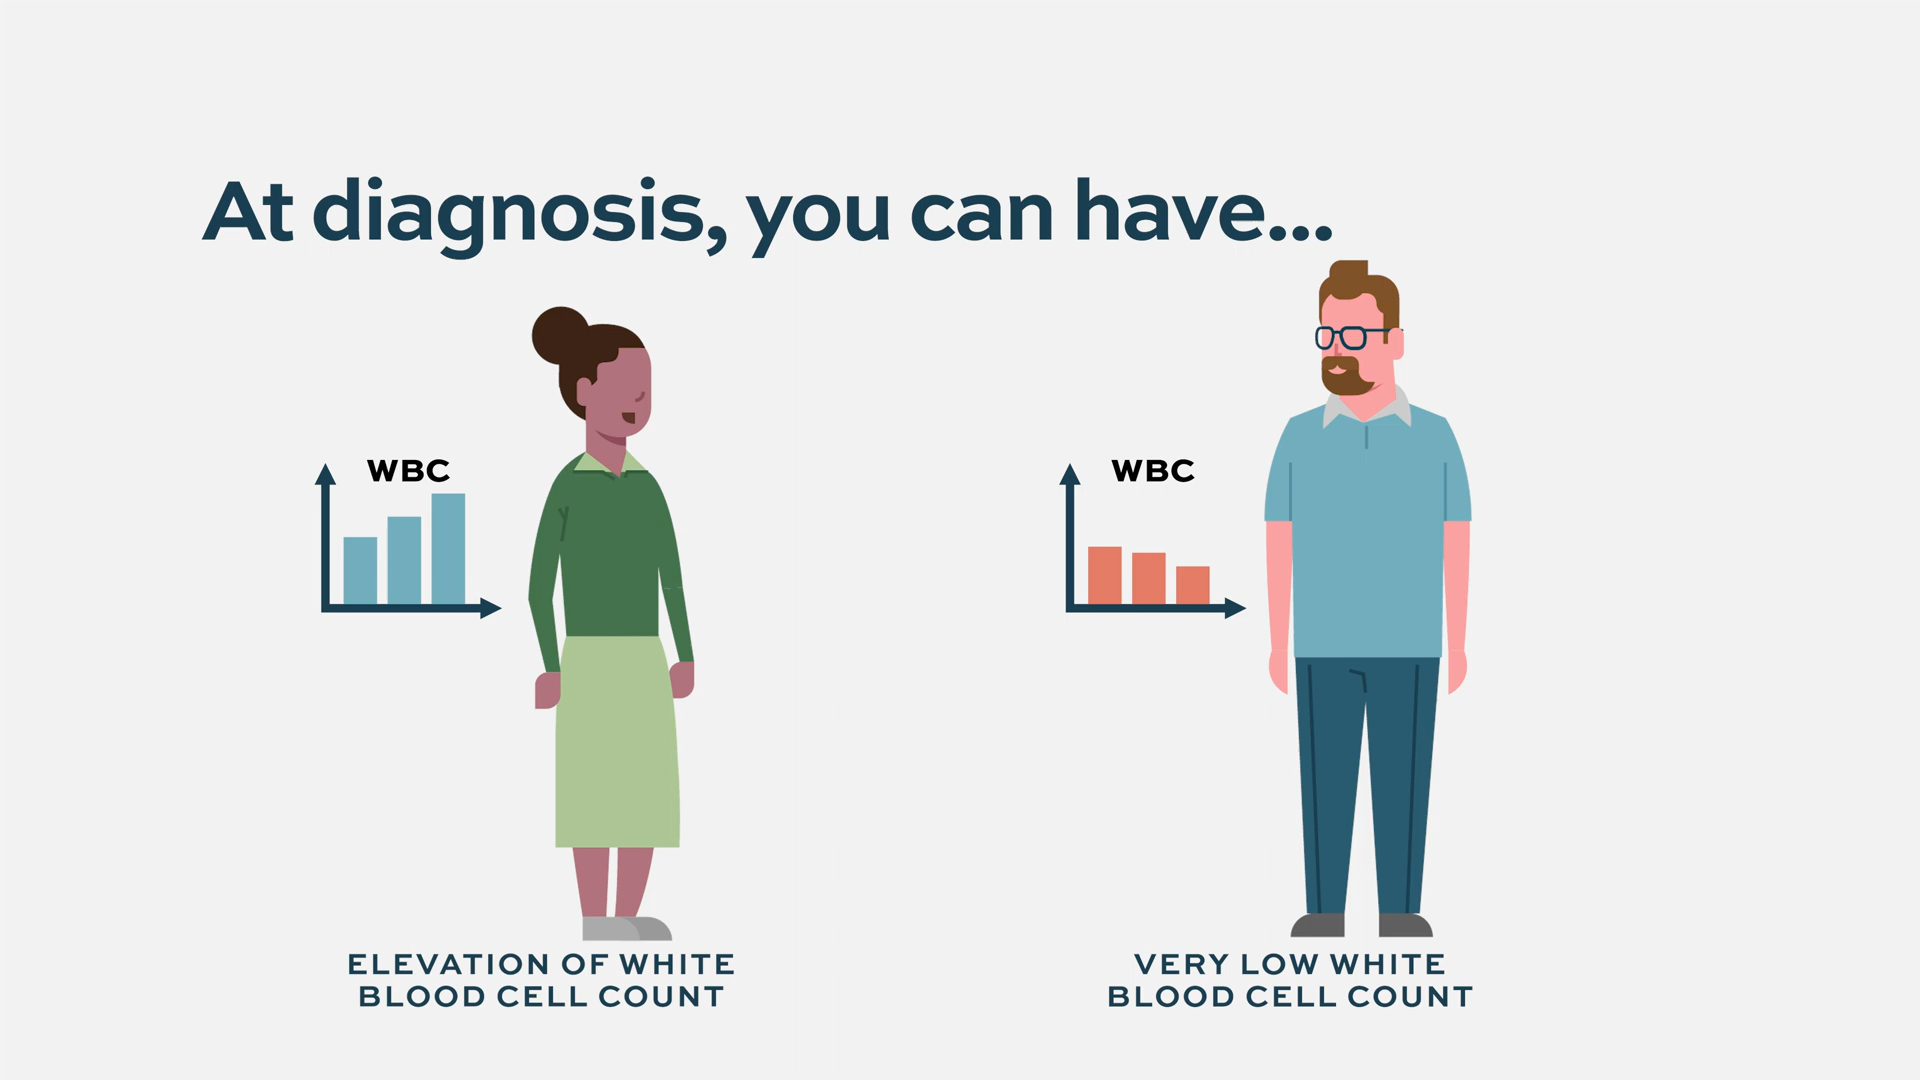 At diagnosis, you can have...
WBC
WBC
ELEVATION OF WHITE
BLOOD CELL COUNT
VERY LOW WHITE
BLOOD CELL COUNT